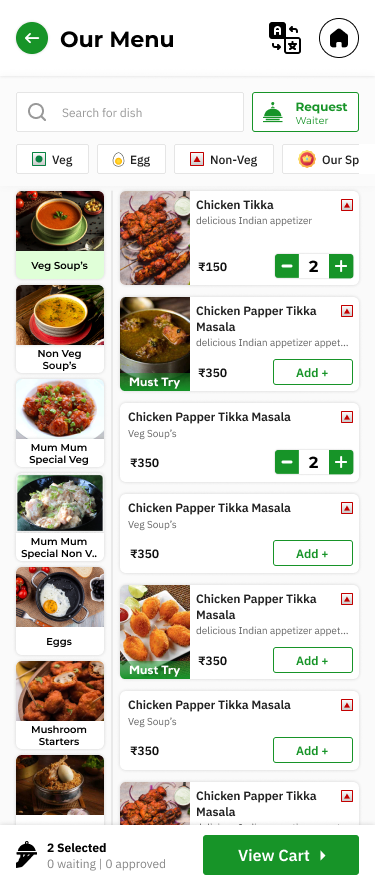 Our Menu
A
Search for dish
Request
Waiter
Veg
Egg
Non-Veg
Our Sp
Veg Soup's
Non Veg
Soup's
Mum Mum
Special Veg
Mum Mum
Special Non V..
Eggs
Mushroom
Starters
Chicken Tikka
delicious Indian appetizer
₹150
2
Chicken Papper Tikka
Masala
delicious Indian appetizer appet...
Must Try
₹350
Add +
Chicken Papper Tikka Masala
Veg Soup's
₹350
2
Chicken Papper Tikka Masala
Veg Soup's
₹350
Add +
Chicken Papper Tikka
Masala
delicious Indian appetizer appet...
Must Try
₹350
Add +
Chicken Papper Tikka Masala
Veg Soup's
₹350
Add +
Chicken Papper Tikka
Masala
2 Selected
0 waiting | 0 approved
View Cart